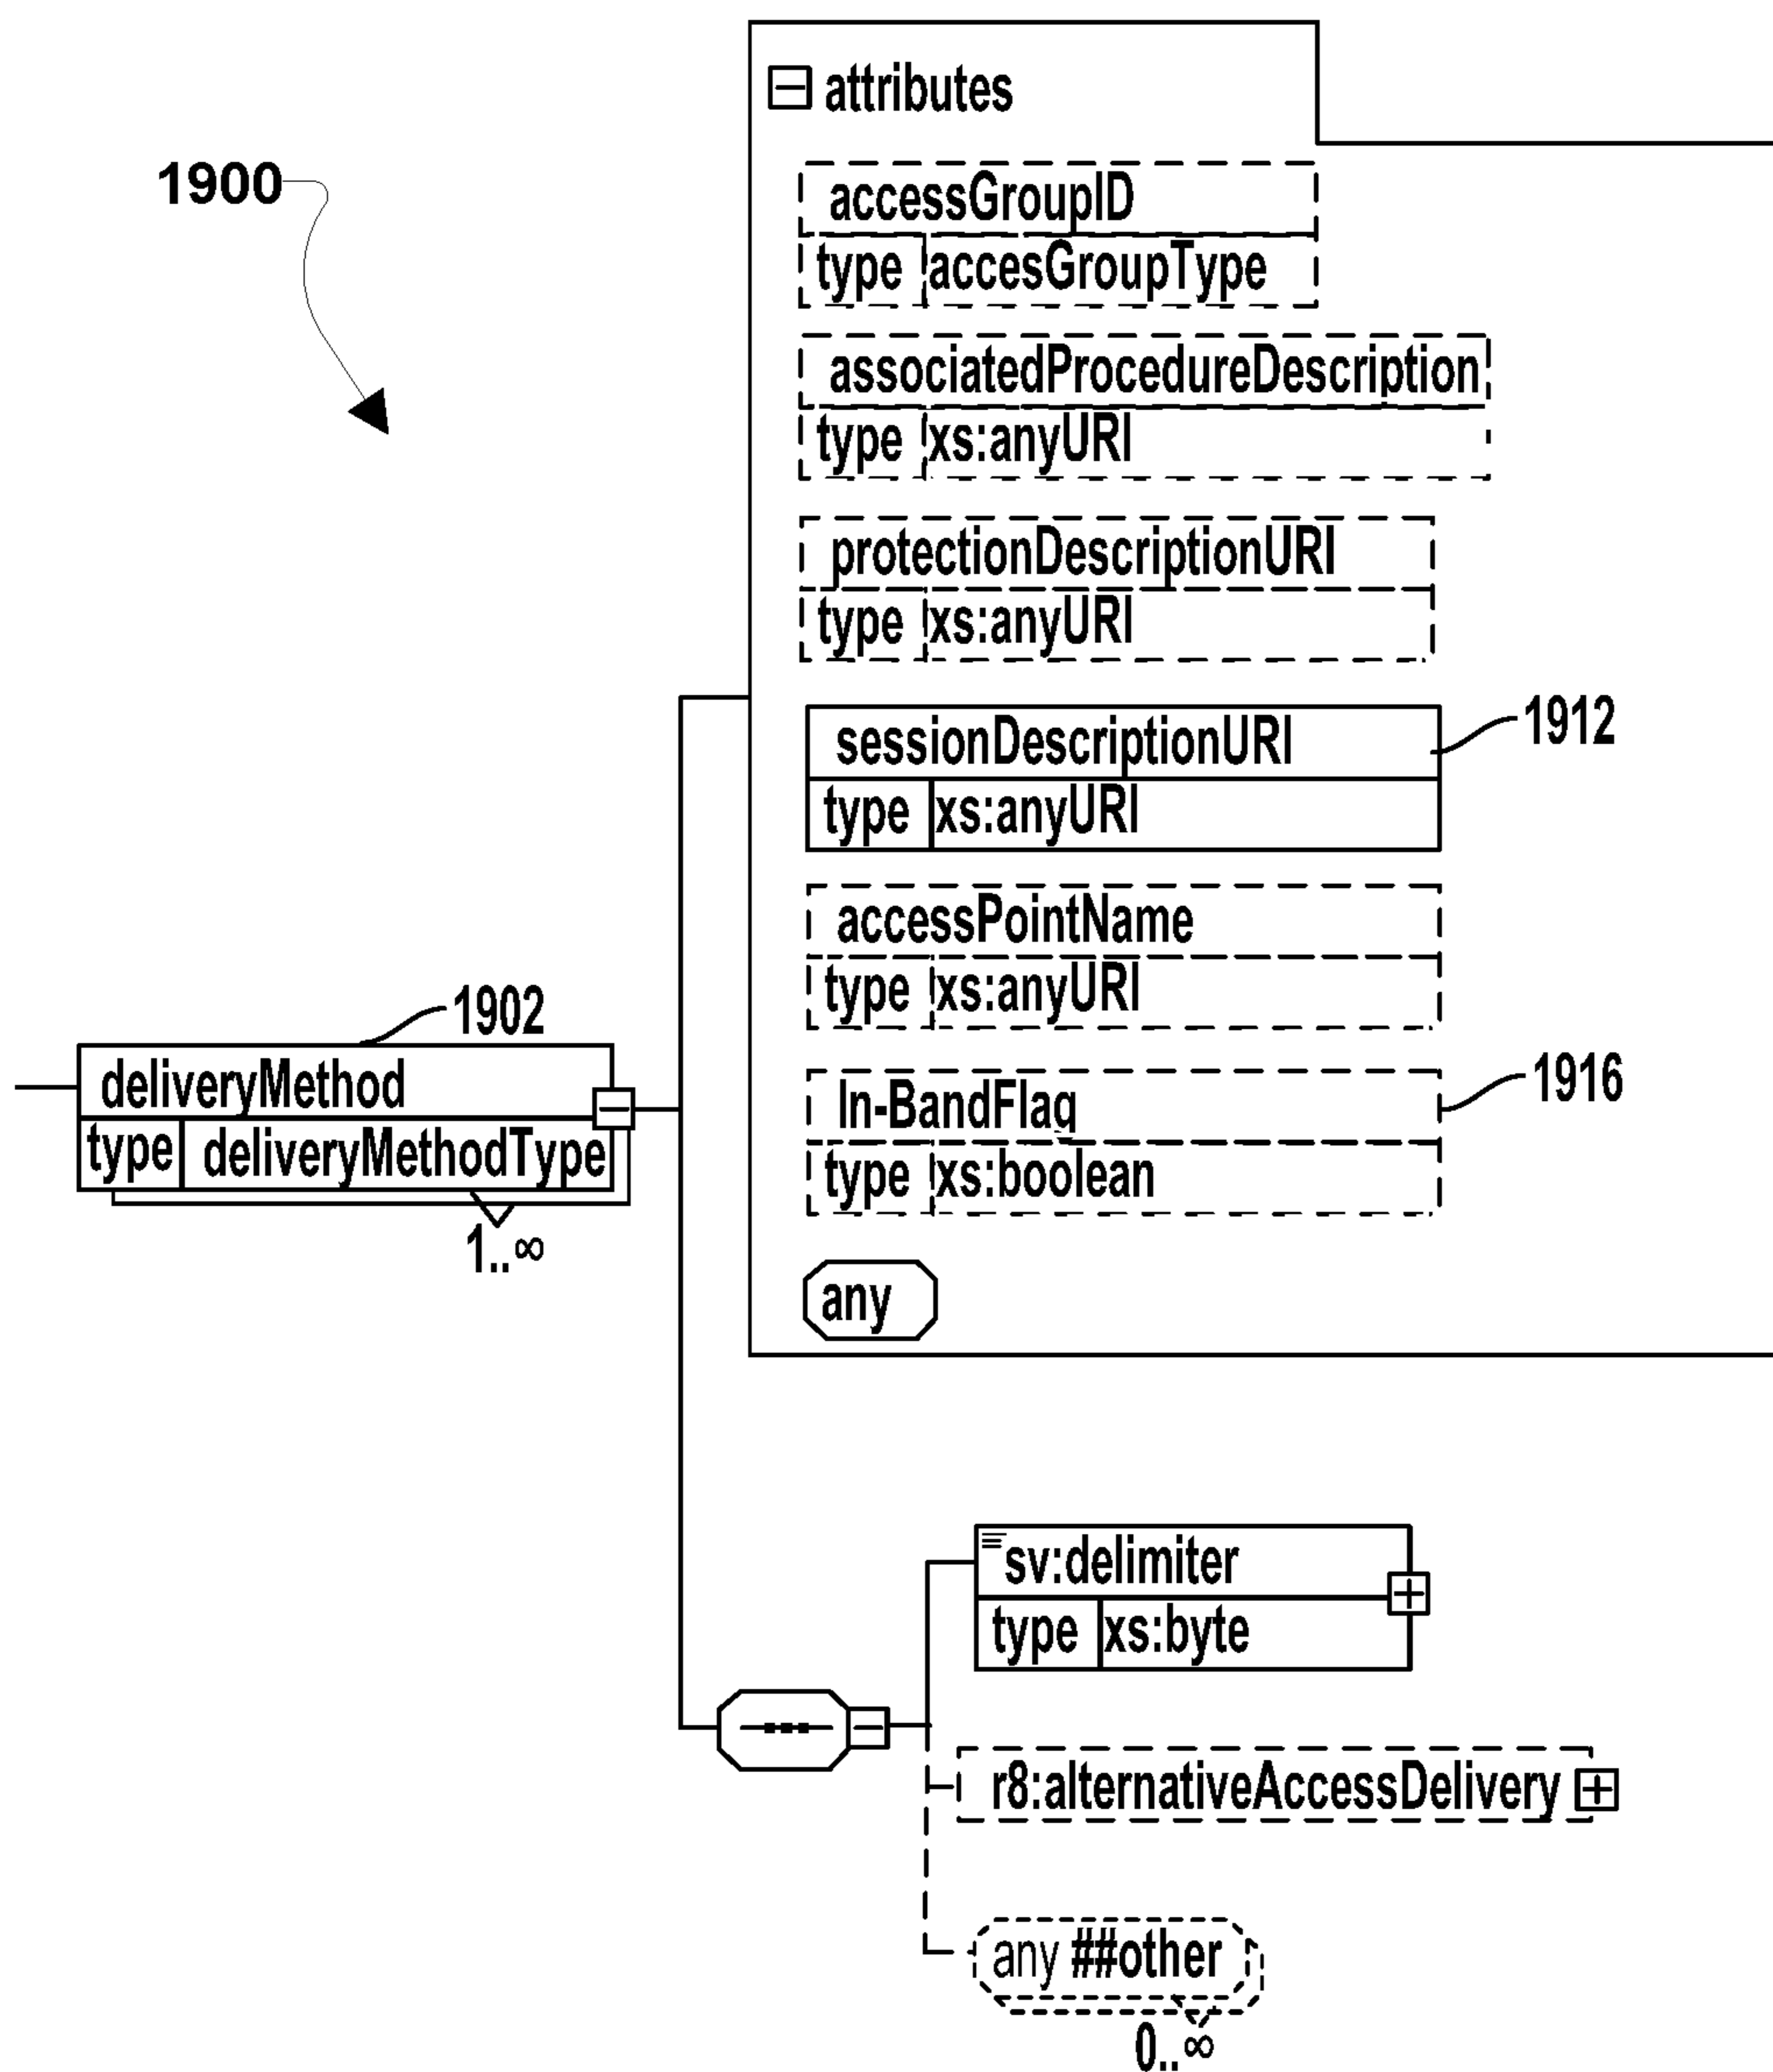 attributes
1900
accessGroupID
type accesGroupType
associatedProcedureDescription
type xs:anyURI
protectionDescriptionURI
type xs:anyURI
sessionDescriptionURI
1912
type xs:anyURI
accessPointName
type xs:anyURI
1902
deliveryMethod
type deliveryMethodType
1..∞
In-BandFlag
1916
type xs:boolean
any
sv:delimiter
type xs:byte
r8:alternativeAccessDelivery
any ##other
0..∞